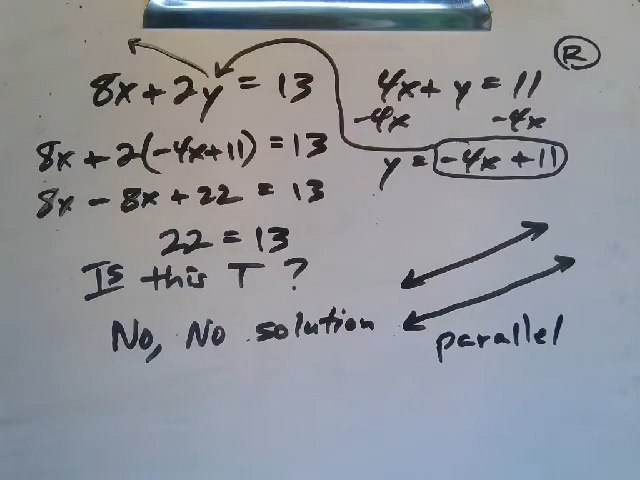 R
8x + 2y = 13
4x + y = 11
-4x -4x
y = -4x + 11
8x + 2(-4x + 11) = 13
8x - 8x + 22 = 13
22 = 13
Is this T ?
No, No solution
parallel